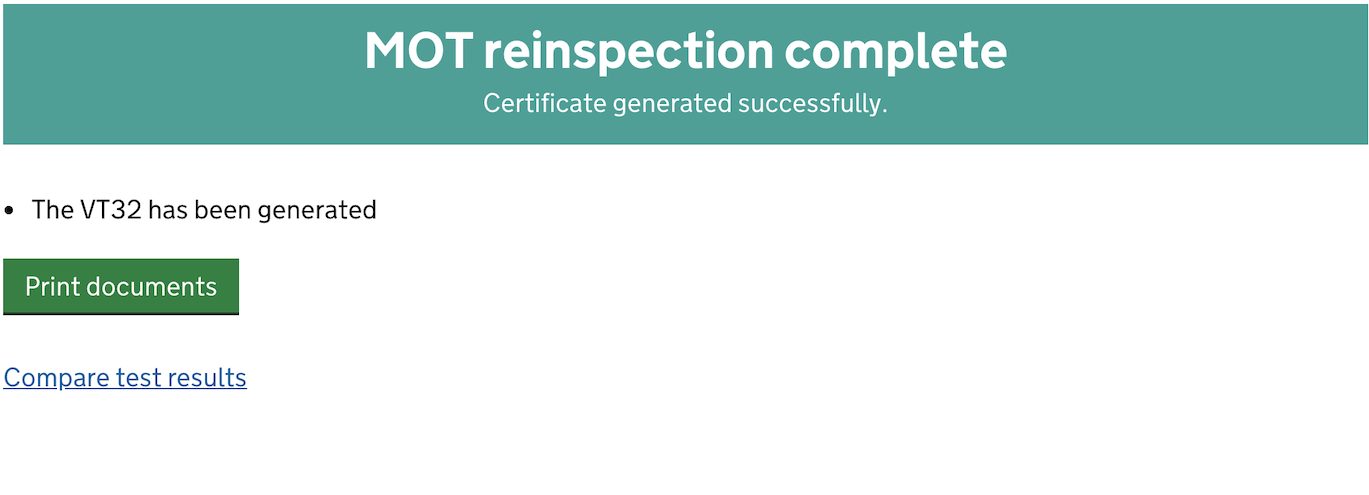 MOT reinspection complete
Certificate generated successfully.
• The VT32 has been generated
Print documents
Compare test results